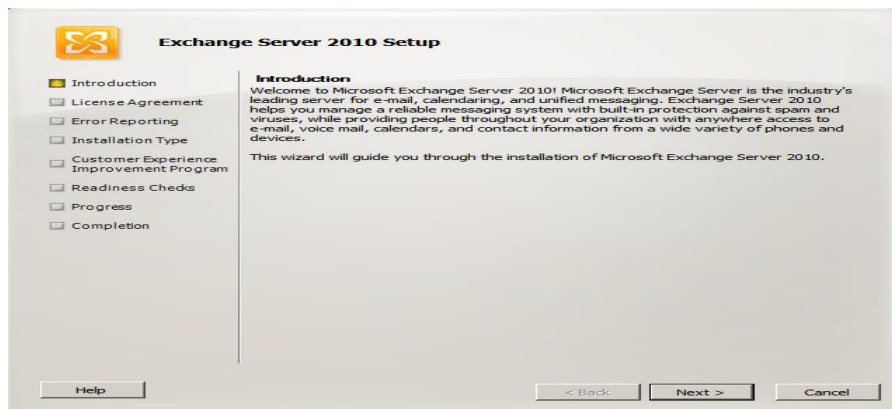 Exchange Server 2010 Setup
Introduction
License Agreement
Error Reporting
Installation Type
Customer Experience
Improvement Program
Readiness Checks
Progress
Completion
Introduction
Welcome to Microsoft Exchange Server 2010! Microsoft Exchange Server is the industry's
leading server for e-mail, calendaring, and unified messaging. Exchange Server 2010
helps you manage a reliable messaging system with built-in protection against spam and
viruses, while providing people throughout your organization with anywhere access to
e-mail, voice mail, calendars, and contact information from a wide variety of phones and
devices.
This wizard will guide you through the installation of Microsoft Exchange Server 2010.
Help
< Back
Next >
Cancel